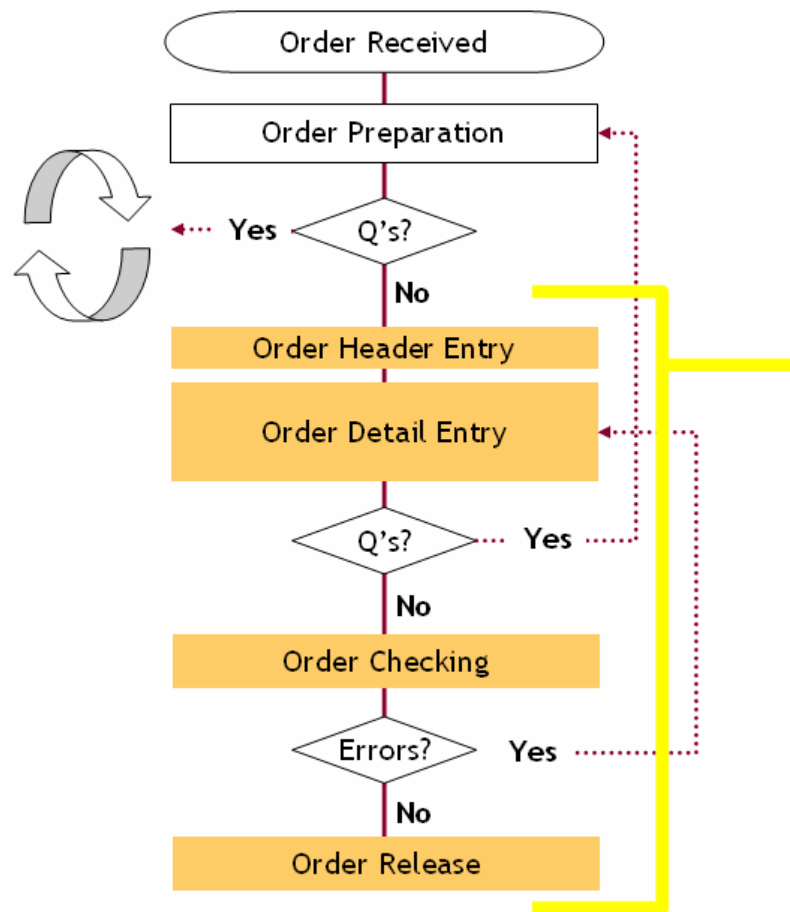 Order Received
Order Preparation
Q's?
Yes
No
Order Header Entry
Order Detail Entry
Q's?
Yes
No
Order Checking
Errors?
Yes
No
Order Release